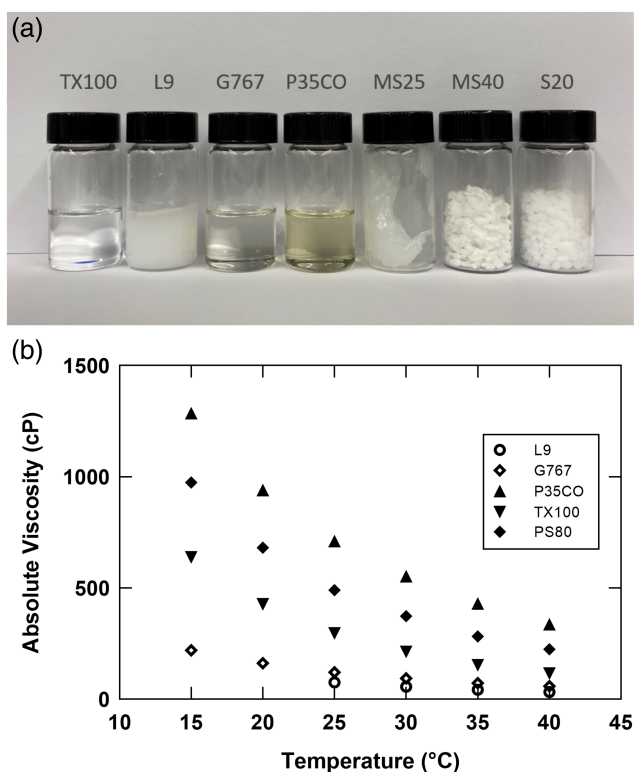 (a)
TX100 L9 G767 P35CO MS25 MS40 S20
(b)
1500
1000
500
0
Absolute Viscosity (cP)
L9
G767
P35CO
TX100
PS80
10 15 20 25 30 35 40 45
Temperature (°C)